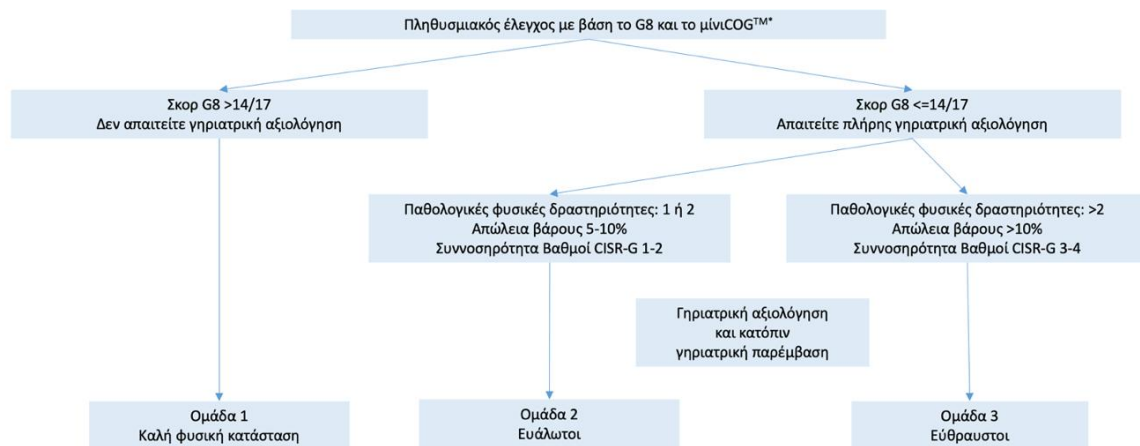 Πληθυσμιακός έλεγχος με βάση το G8 και το μίνιCOG™*
Σκορ G8 >14/17
Δεν απαιτείτε γηριατρική αξιολόγηση
Σκορ G8 <=14/17
Απαιτείτε πλήρης γηριατρική αξιολόγηση
Παθολογικές φυσικές δραστηριότητες: 1 ή 2
Απώλεια βάρους 5-10%
Συννοσηρότητα Βαθμοί CISR-G 1-2
Παθολογικές φυσικές δραστηριότητες: >2
Απώλεια βάρους >10%
Συννοσηρότητα Βαθμοί CISR-G 3-4
Γηριατρική αξιολόγηση
και κατόπιν
γηριατρική παρέμβαση
Ομάδα 1
Καλή φυσική κατάσταση
Ομάδα 2
Ευάλωτοι
Ομάδα 3
Εύθραυστοι